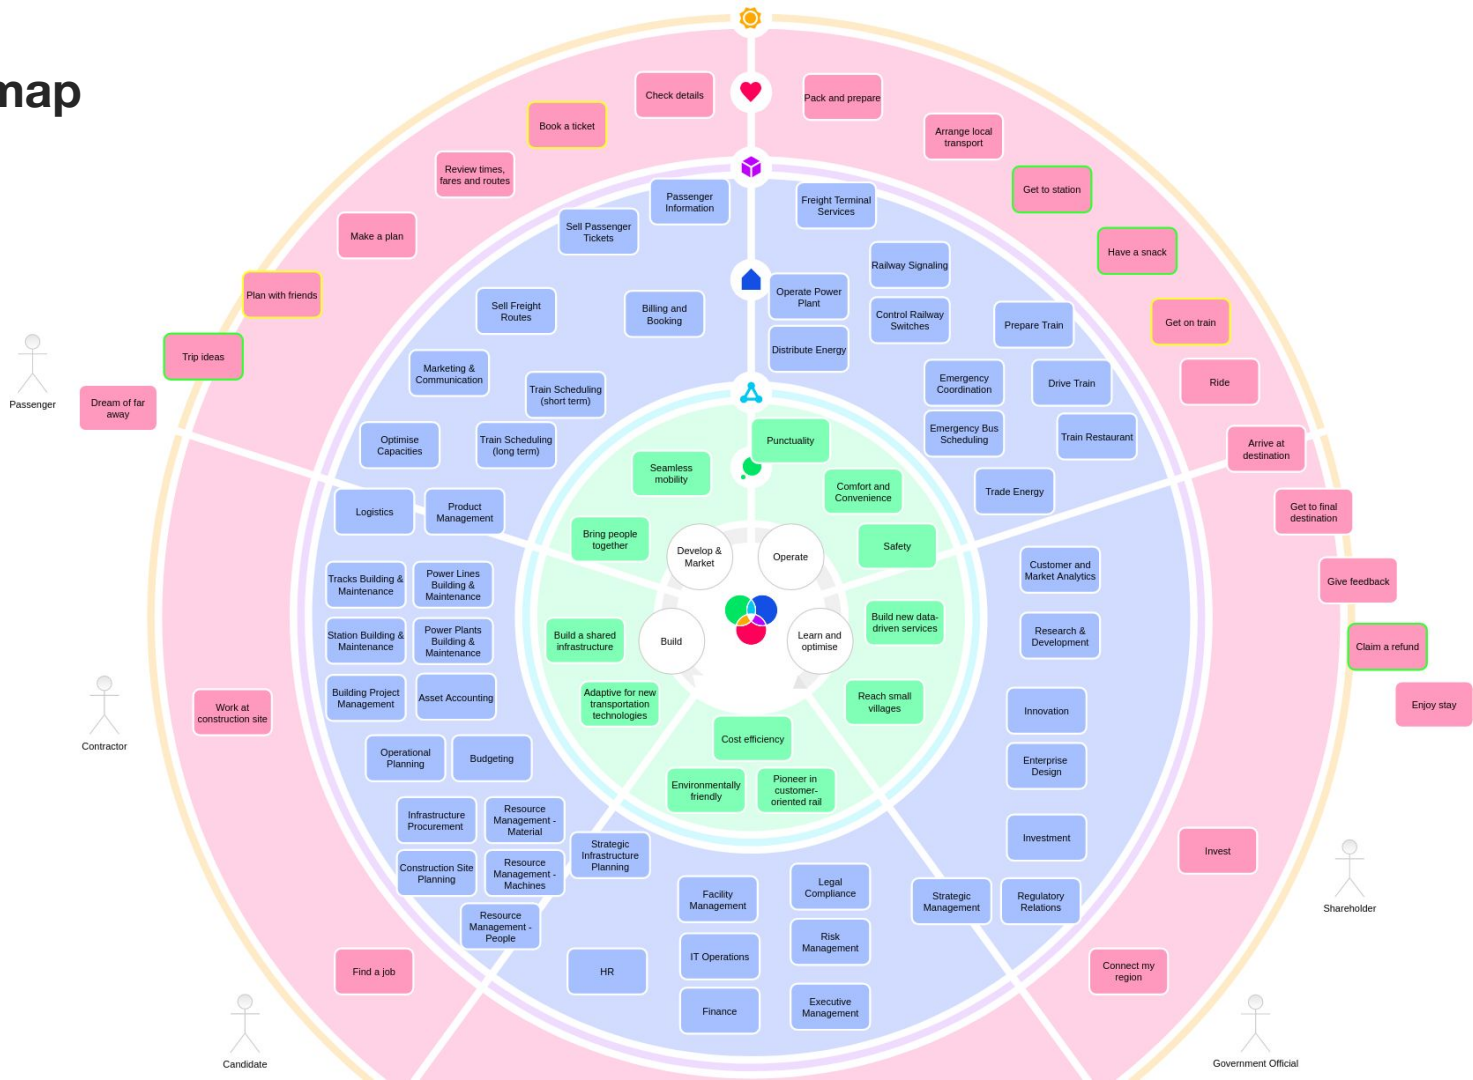 map
Check details
Pack and prepare
Book a ticket
Arrange local
transport
Review times,
fares and routes
Get to station
Passenger
Information
Freight Terminal
Services
Sell Passenger
Tickets
Make a plan
Have a snack
Railway Signaling
Plan with friends
Operate Power
Plant
Sell Freight
Routes
Billing and
Booking
Control Railway
Switches
Prepare Train
Get on train
Trip ideas
Distribute Energy
Marketing &
Communication
Train Scheduling
(short term)
Emergency
Coordination
Drive Train
Ride
Passenger
Dream of far
away
Optimise
Capacities
Train Scheduling
(long term)
Punctuality
Emergency Bus
Scheduling
Train Restaurant
Arrive at
destination
Seamless
mobility
Comfort and
Convenience
Trade Energy
Logistics
Product
Management
Get to final
destination
Bring people
together
Develop &
Market
Operate
Safety
Tracks Building &
Maintenance
Power Lines
Building &
Maintenance
Customer and
Market Analytics
Give feedback
Station Building &
Maintenance
Power Plants
Building &
Maintenance
Build a shared
infrastructure
Build
Learn and
optimise
Build new data-
driven services
Research &
Development
Claim a refund
Building Project
Management
Asset Accounting
Adaptive for new
transportation
technologies
Reach small
villages
Innovation
Enjoy stay
Work at
construction site
Contractor
Cost efficiency
Operational
Planning
Budgeting
Environmentally
friendly
Pioneer in
customer-
oriented rail
Enterprise
Design
Infrastructure
Procurement
Resource
Management -
Material
Strategic
Infrastructure
Planning
Investment
Invest
Construction Site
Planning
Resource
Management -
Machines
Facility
Management
Legal
Compliance
Strategic
Management
Regulatory
Relations
Shareholder
Resource
Management -
People
Risk
Management
Find a job
HR
IT Operations
Connect my
region
Finance
Executive
Management
Candidate
Government Official